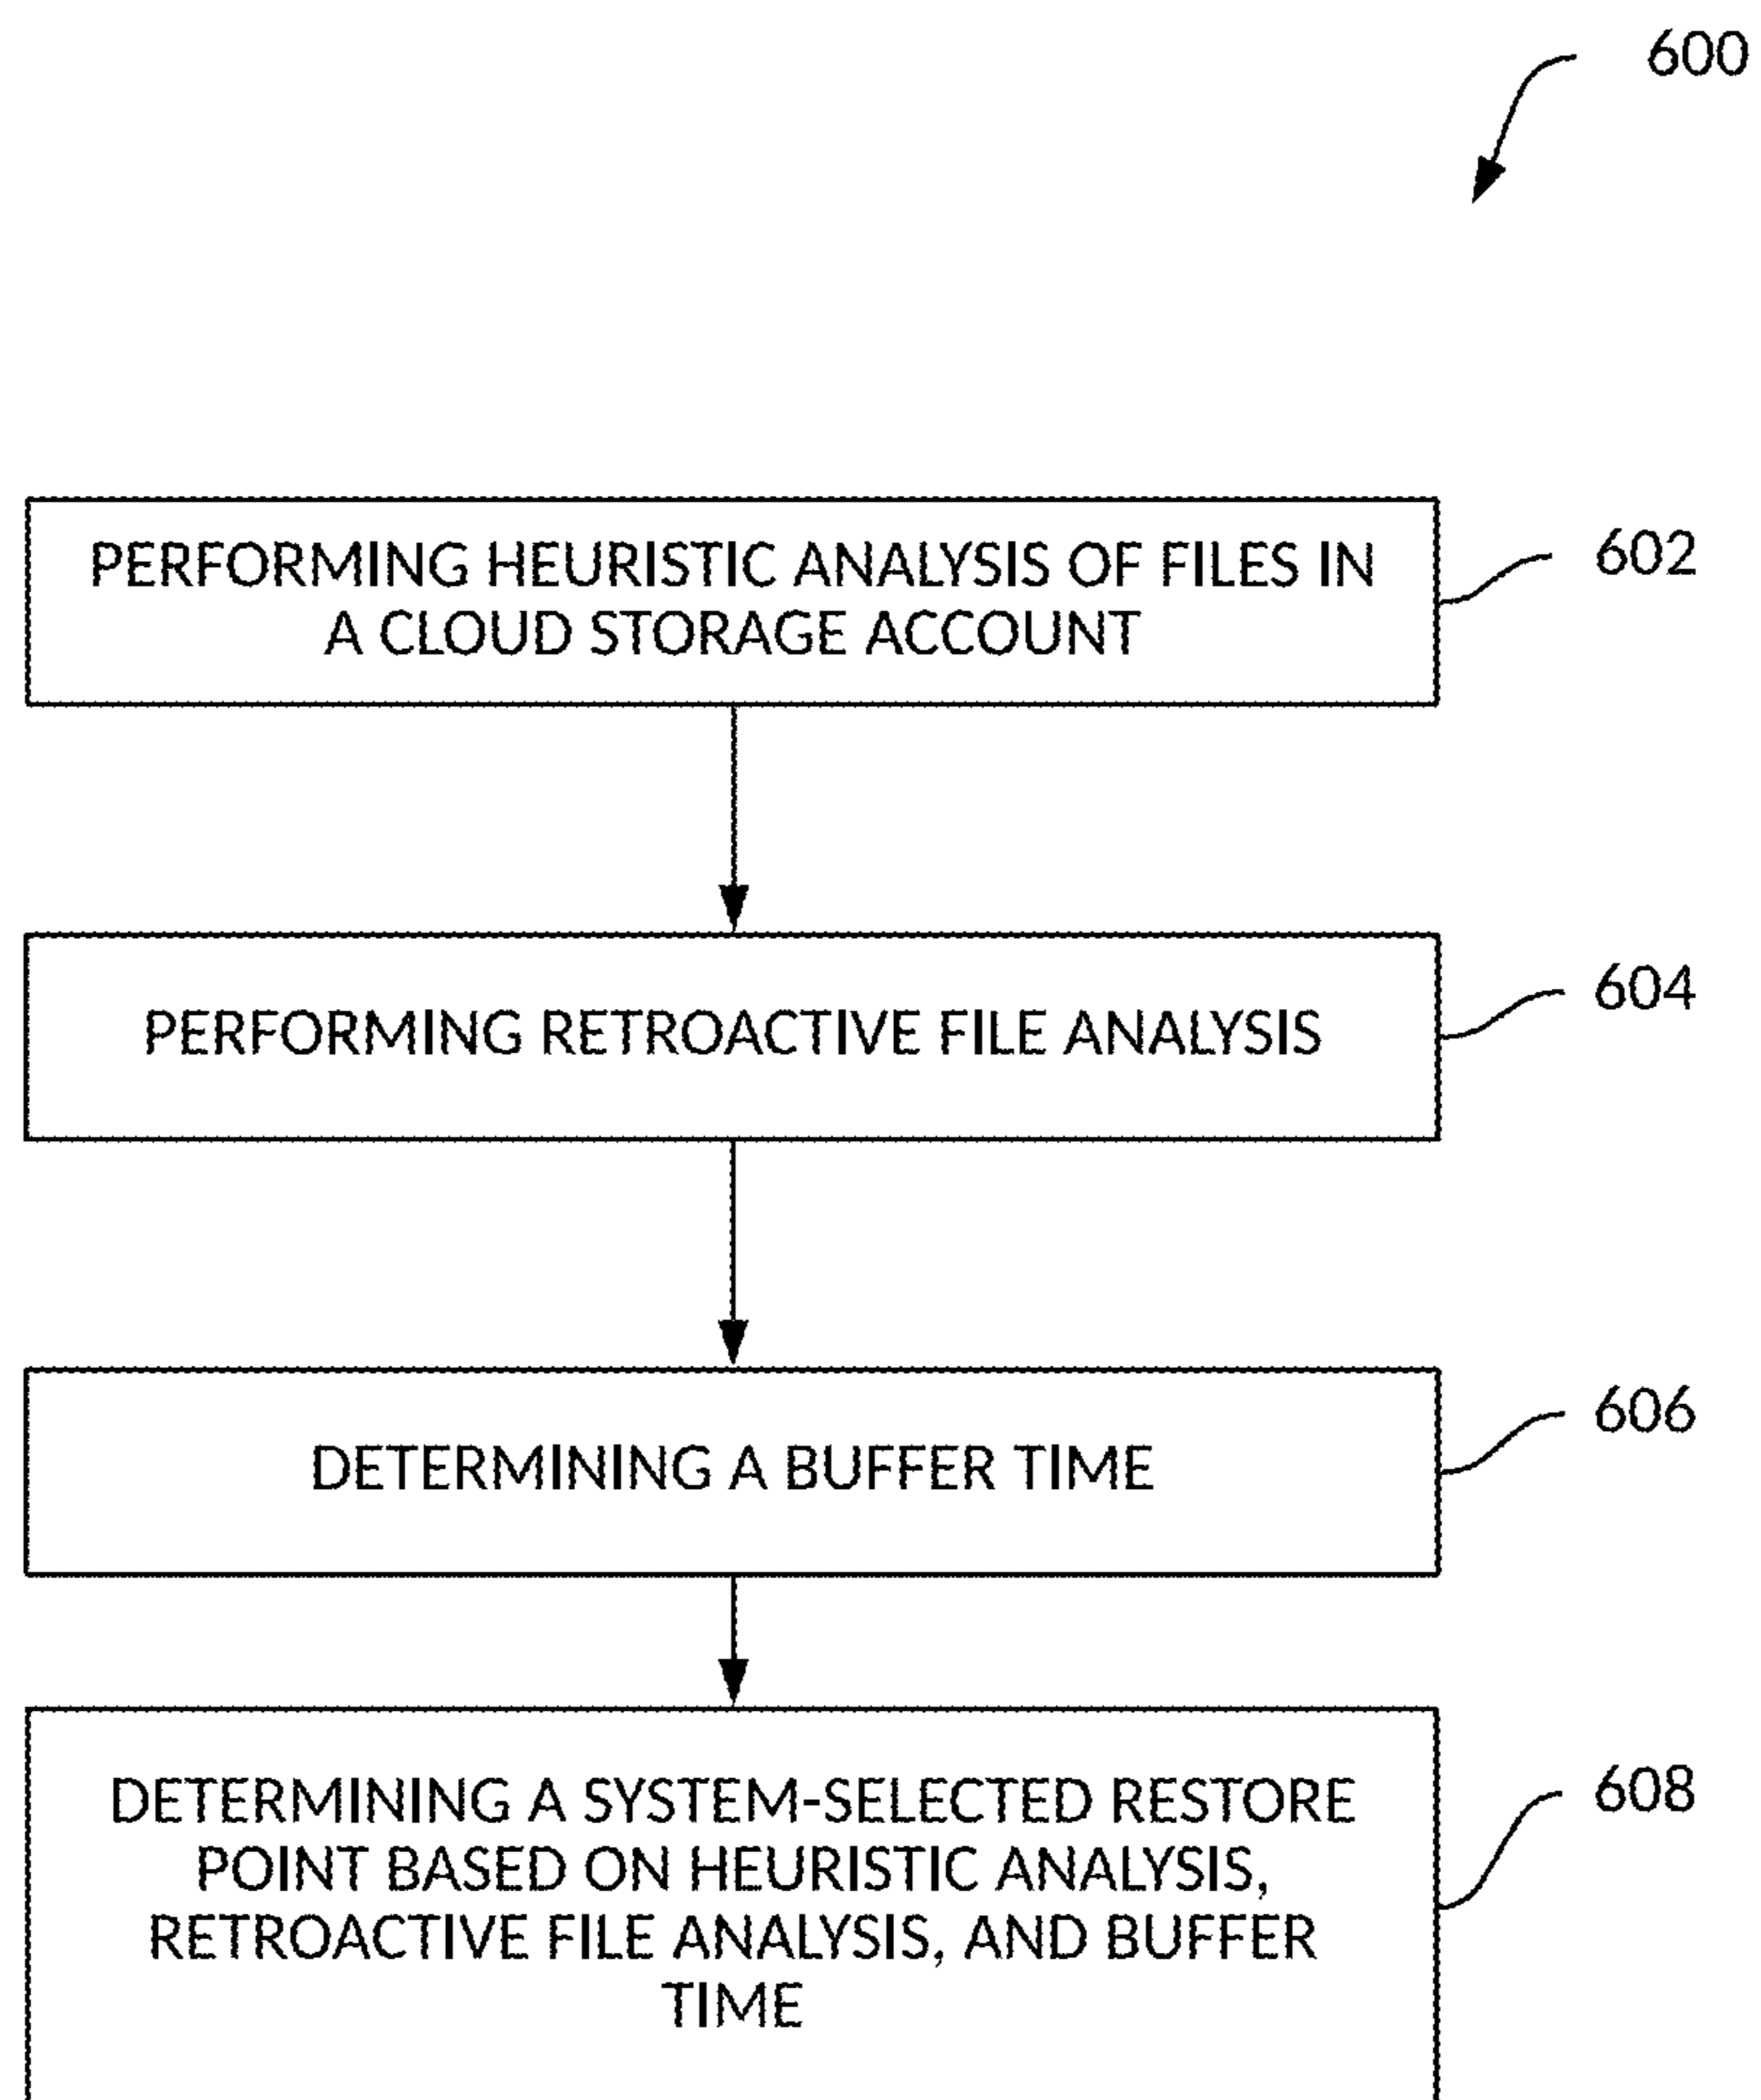 600
PERFORMING HEURISTIC ANALYSIS OF FILES IN
A CLOUD STORAGE ACCOUNT
602
PERFORMING RETROACTIVE FILE ANALYSIS
604
DETERMINING A BUFFER TIME
606
DETERMINING A SYSTEM-SELECTED RESTORE
POINT BASED ON HEURISTIC ANALYSIS,
RETROACTIVE FILE ANALYSIS, AND BUFFER
TIME
608